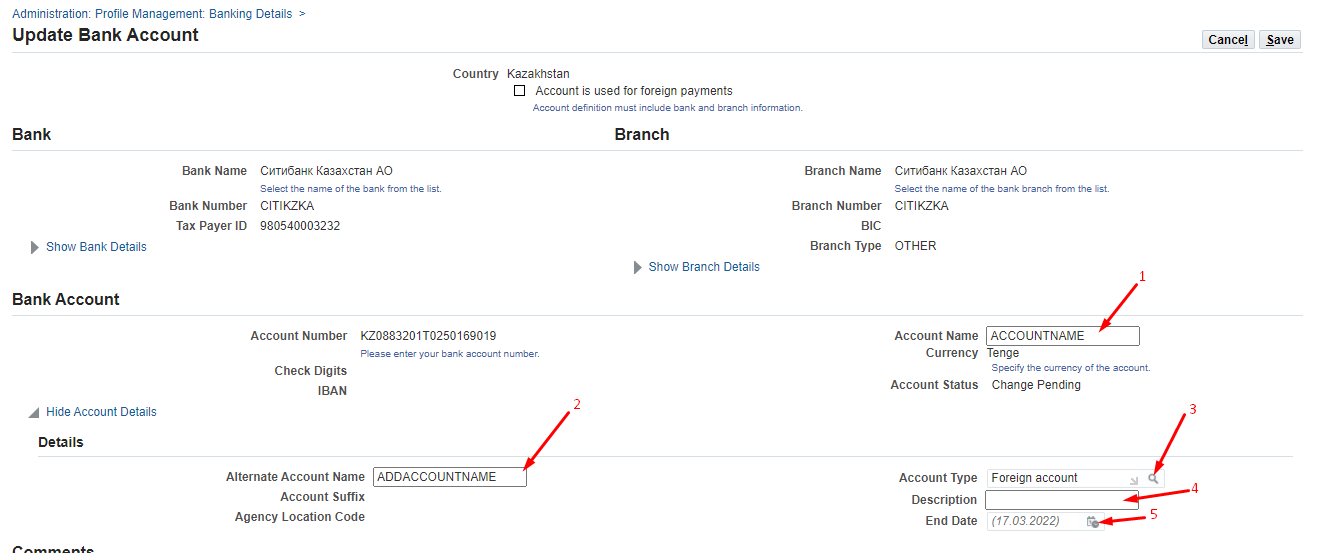 Administration: Profile Management: Banking Details >
Update Bank Account
Cancel Save
Country Kazakhstan
Account is used for foreign payments
Account definition must include bank and branch information.
Bank
Bank Name Ситибанк Казахстан АО
Select the name of the bank from the list.
Bank Number CITIKZKA
Tax Payer ID 980540003232
Show Bank Details
Branch
Branch Name Ситибанк Казахстан АО
Select the name of the bank branch from the list.
Branch Number CITIKZKA
BIC
Branch Type OTHER
Show Branch Details
Bank Account
Account Number KZ0883201T0250169019
Please enter your bank account number.
Check Digits
IBAN
1
Account Name ACCOUNTNAME
Currency Tenge
Specify the currency of the account.
Account Status Change Pending
Hide Account Details
Details
2
Alternate Account Name ADDACCOUNTNAME
Account Suffix
Agency Location Code
3
Account Type Foreign account
Description 4
End Date (17.03.2022) 5
Comments